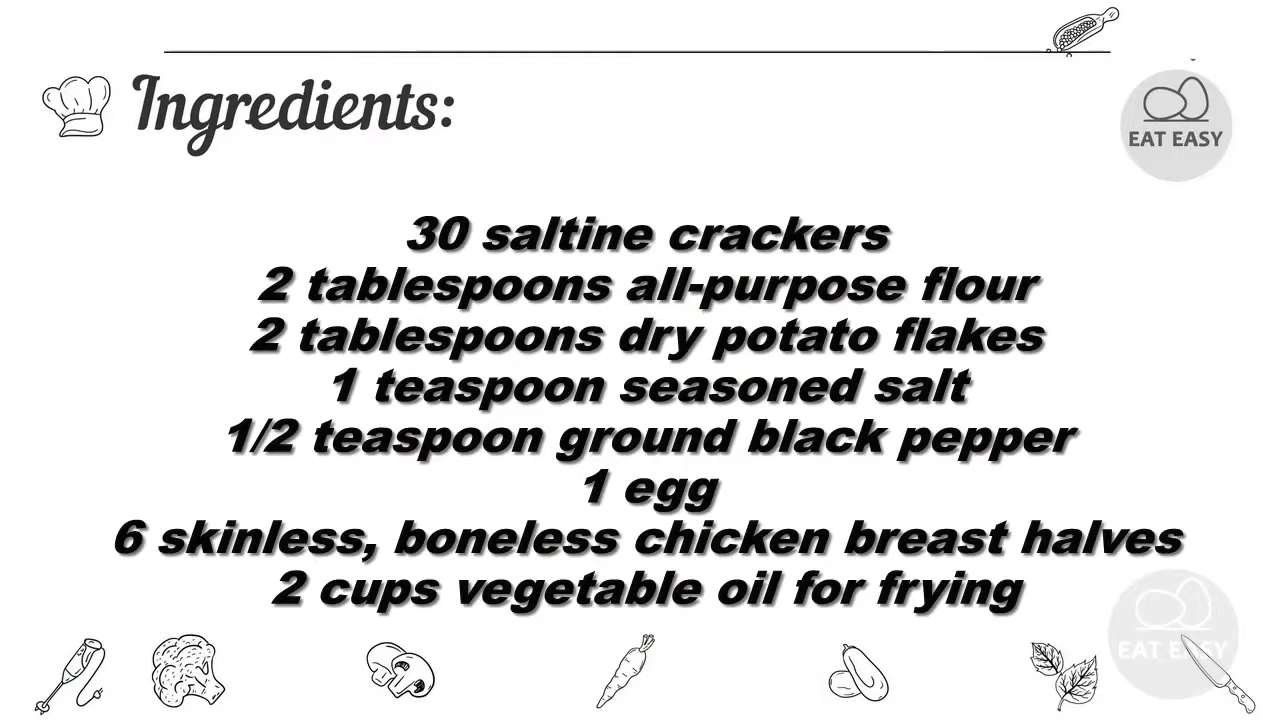 Ingredients:
EAT EASY
30 saltine crackers
2 tablespoons all-purpose flour
2 tablespoons dry potato flakes
1 teaspoon seasoned salt
1/2 teaspoon ground black pepper
1 egg
6 skinless, boneless chicken breast halves
2 cups vegetable oil for frying
EAT EASY